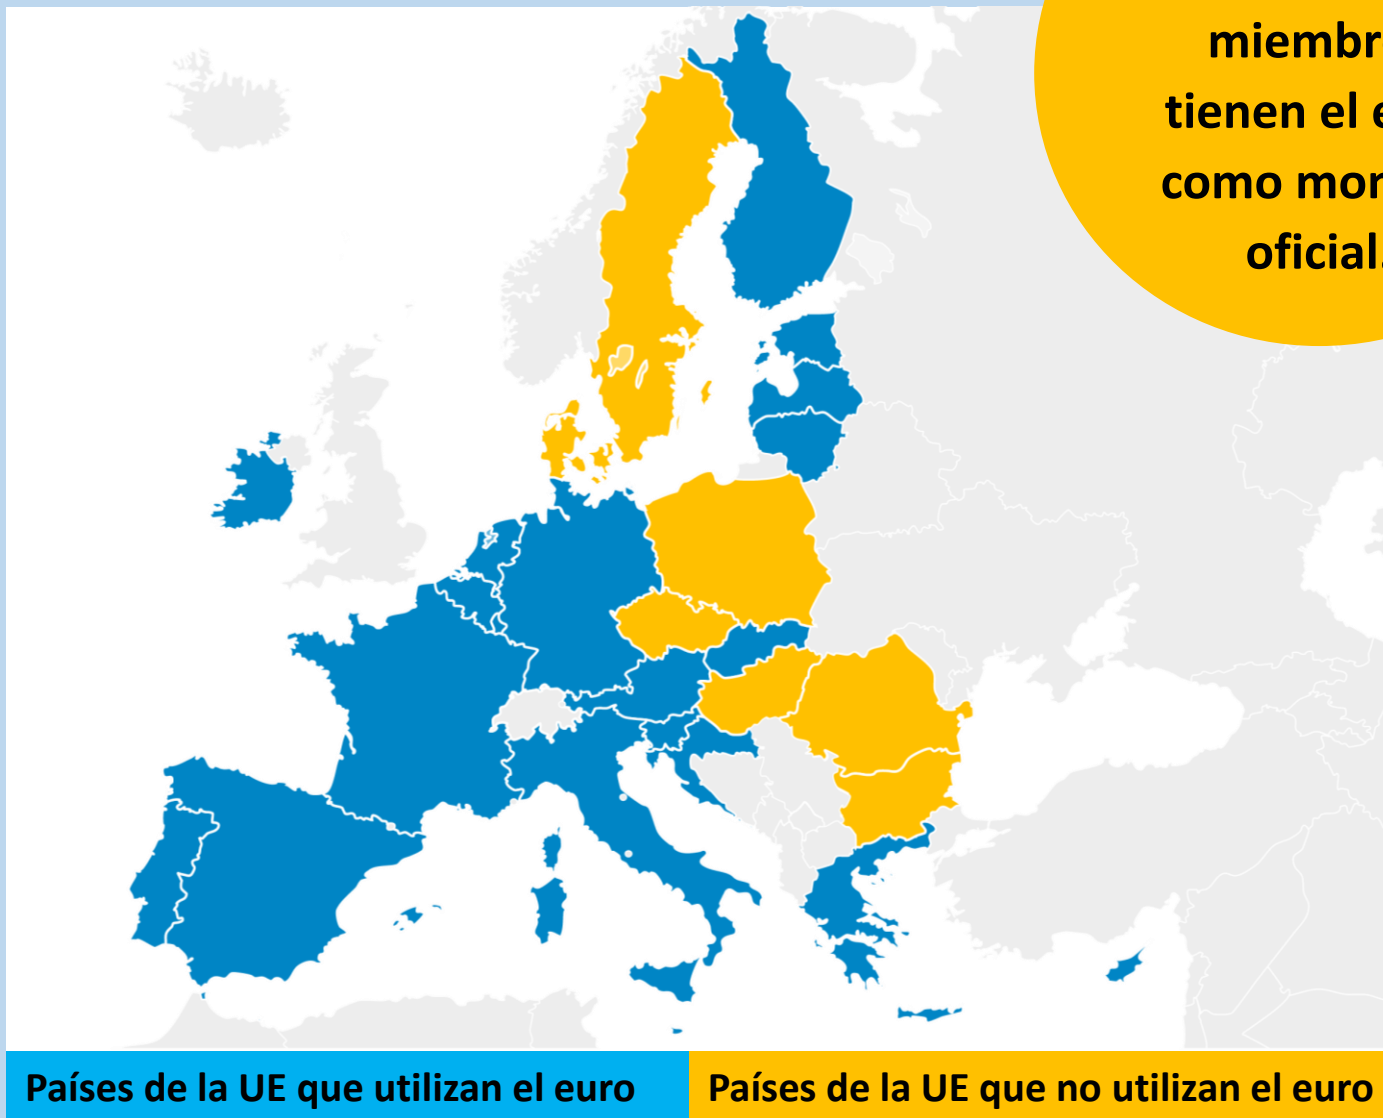 miembr
tienen el
como mon
oficial.
Países de la UE que utilizan el euro
Países de la UE que no utilizan el euro